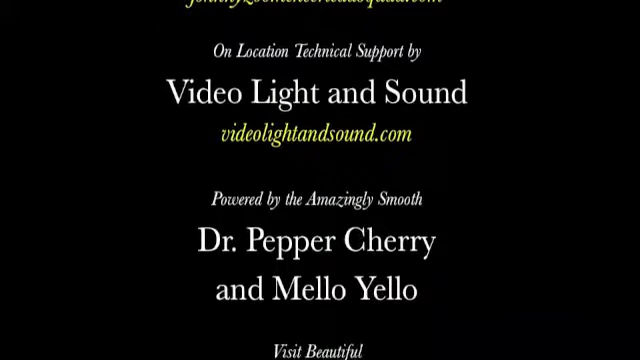 On Location Technical Support by
Video Light and Sound
videolightandsound.com
Powered by the Amazingly Smooth
Dr. Pepper Cherry
and Mello Yello
Visit Beautiful